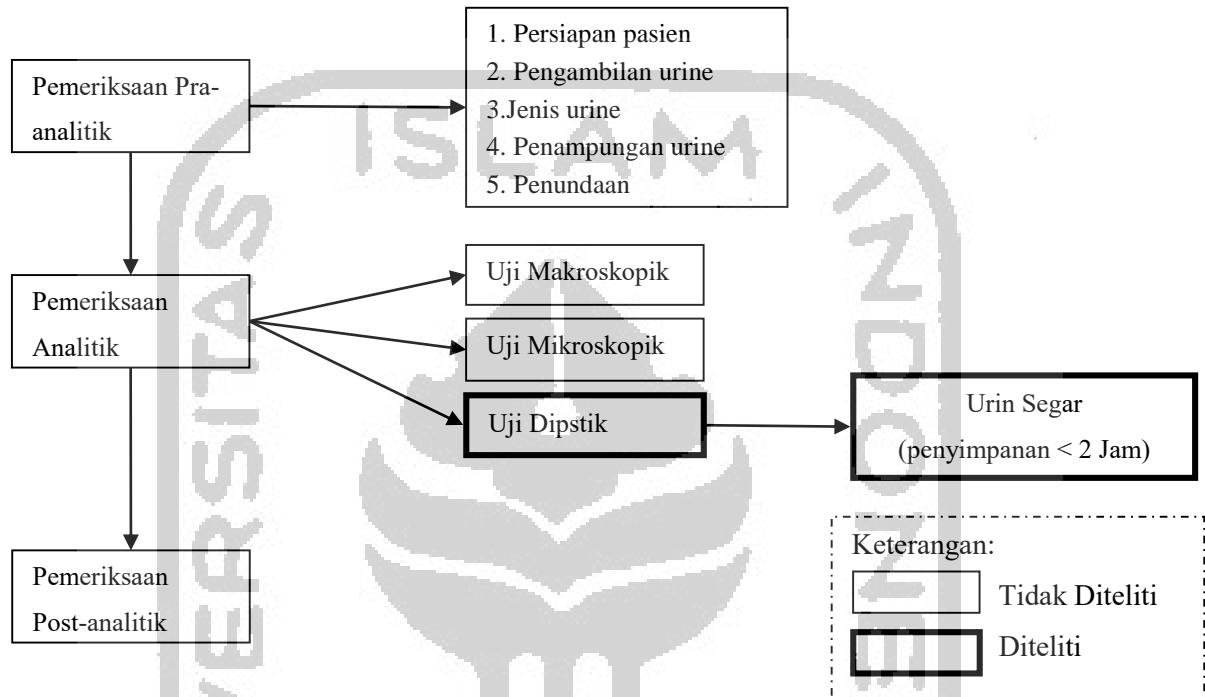 Pemeriksaan Pra-
analitik
1. Persiapan pasien
2. Pengambilan urine
3.Jenis urine
4. Penampungan urine
5. Penundaan
Pemeriksaan
Analitik
Uji Makroskopik
Uji Mikroskopik
Uji Dipstik
Urin Segar
(penyimpanan < 2 Jam)
Pemeriksaan
Post-analitik
Keterangan:
Tidak Diteliti
Diteliti
ISLAM